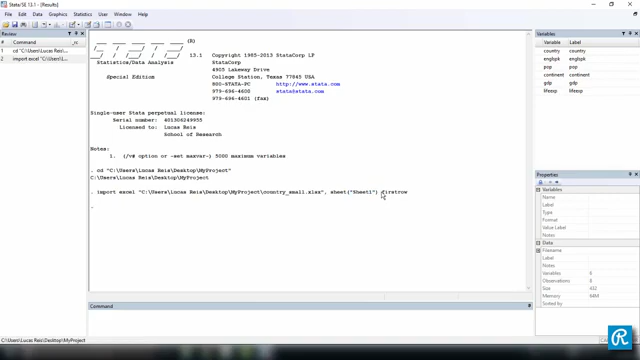 Stata/SE 13.1 - [Results]
File Edit Data Graphics Statistics User Window Help
Review
# Command _rc
1 cd "C:\Users\Lucas Reis\...
2 import excel "C:\Users\Lu...
(R)
13.1 Copyright 1985-2013 StataCorp LP
Statistics/Data Analysis StataCorp
4905 Lakeway Drive
Special Edition College Station, Texas 77845 USA
800-STATA-PC http://www.stata.com
979-696-4600 stata@stata.com
979-696-4601 (fax)
Single-user Stata perpetual license:
Serial number: 401306249955
Licensed to: Lucas Reis
School of Research
Notes:
1. (/v# option or -set maxvar-) 5000 maximum variables
. cd "C:\Users\Lucas Reis\Desktop\MyProject"
C:\Users\Lucas Reis\Desktop\MyProject
. import excel "C:\Users\Lucas Reis\Desktop\MyProject\country_small.xlsx", sheet("Sheet1") firstrow
.
Command
Variables
Variable Label
country country
pop pop
continent continent
gdp gdp
lifeexp lifeexp
Properties
Variables
Name
Label
Type
Format
Value Label
Notes
Data
Filename
Label
Notes
Variables 6
Observations 8
Size 432
Memory 64M
Sorted by
C:\Users\Lucas Reis\Desktop\MyProject
R